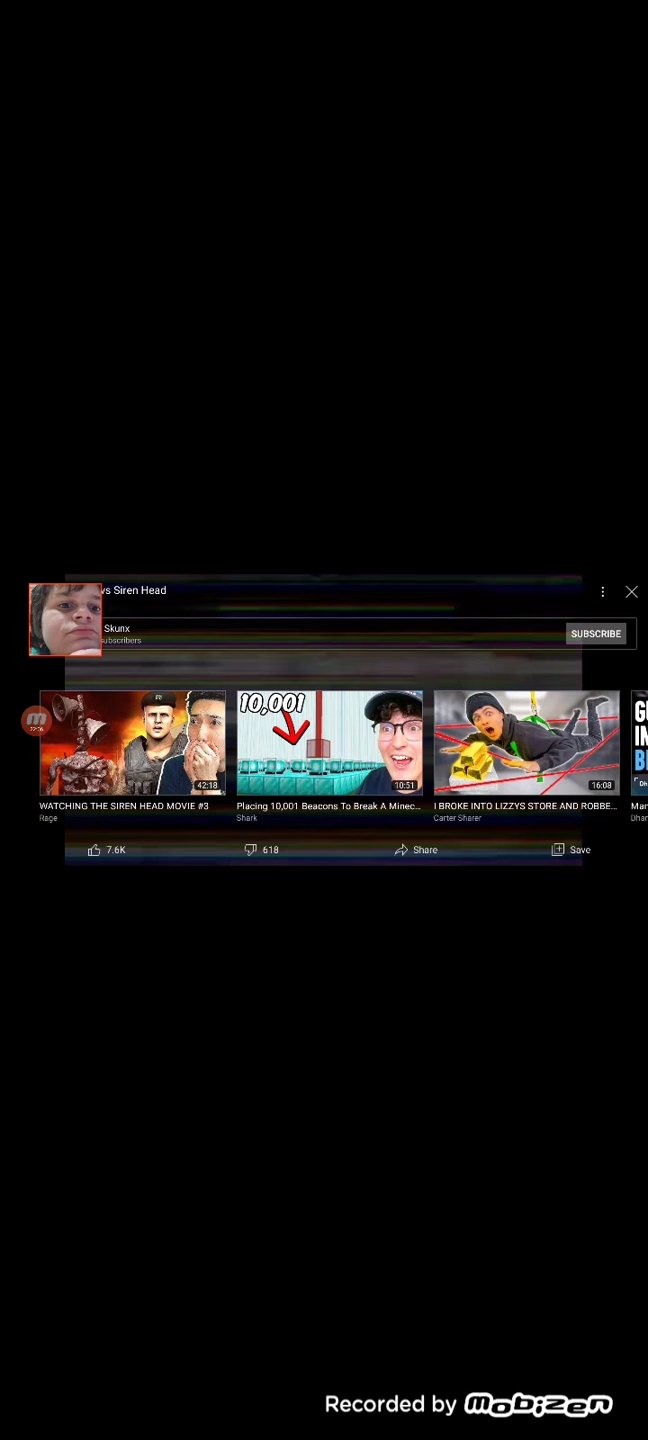 vs Siren Head
Skunx
subscribers
SUBSCRIBE
10,001
42:18
10:51
16:08
22:06
WATCHING THE SIREN HEAD MOVIE #3
Placing 10,001 Beacons To Break A Minec...
I BROKE INTO LIZZYS STORE AND ROBBE...
Rage
Shark
Carter Sharer
7.6K
618
Share
Save
Recorded by mobizen